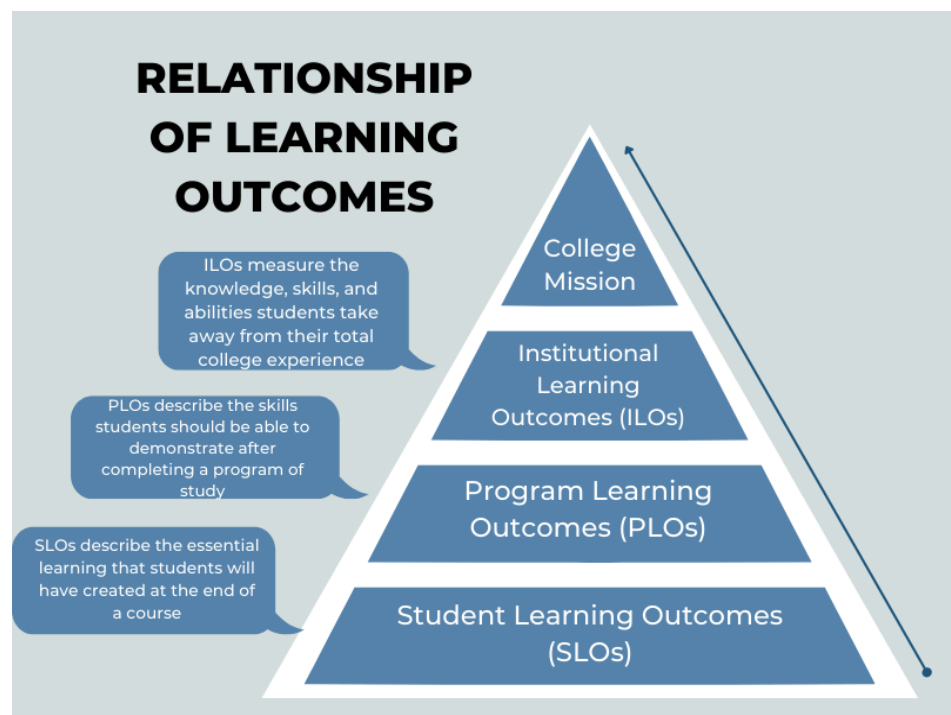 RELATIONSHIP
OF LEARNING
OUTCOMES
College
Mission
ILOs measure the
knowledge, skills, and
abilities students take
away from their total
college experience
Institutional
Learning
Outcomes (ILOs)
PLOs describe the skills
students should be able to
demonstrate after
completing a program of
study
Program Learning
Outcomes (PLOs)
SLOs describe the essential
learning that students will
have created at the end of
a course
Student Learning Outcomes
(SLOs)